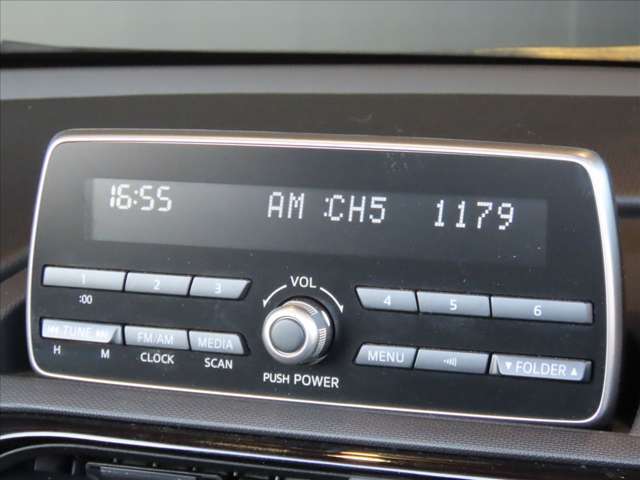 16:55 AM :CH5 1179
1 2 3 VOL 4 5 6
:00
TUNE FM/AM MEDIA MENU ▼ FOLDER ▲
H M CLOCK SCAN
PUSH POWER